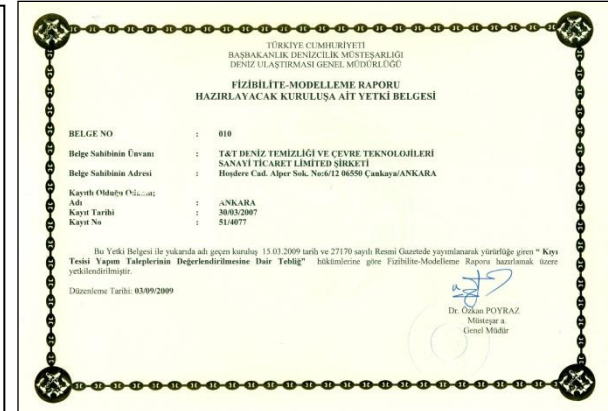 TÜRKİYE CUMHURİYETİ
BAŞBAKANLIK DENİZCİLİK MÜSTEŞARLIĞI
DENİZ ULAŞTIRMASI GENEL MÜDÜRLÜĞÜ
FİZİBİLİTE-MODELLEME RAPORU
HAZIRLAYACAK KURULUŞA AİT YETKİ BELGESİ
BELGE NO : 010
Belge Sahibinin Ünvanı : T&T DENİZ TEMİZLİĞİ VE ÇEVRE TEKNOLOJİLERİ
SANAYİ TİCARET LİMİTED ŞİRKETİ
Belge Sahibinin Adresi : Hoşdere Cad. Alper Sok. No:6/12 06550 Çankaya/ANKARA
Kayıtlı Olduğu
Adı : ANKARA
Kayıt Tarihi : 30/03/2007
Kayıt No : 51/4077
Bu Yetki Belgesi ile yukarıda adı geçen kuruluş 15.03.2009 tarih ve 27170 sayılı Resmi Gazetede yayımlanarak yürürlüğe giren “ Kıyı
Tesisi Yapım Taleplerinin Değerlendirilmesine Dair Tebliğ” hükümlerine göre Fizibilite-Modelleme Raporu hazırlamak üzere
yetkilendirilmiştir.
Düzenleme Tarihi: 03/09/2009
Dr. Özkan POYRAZ
Müsteşar a.
Genel Müdür